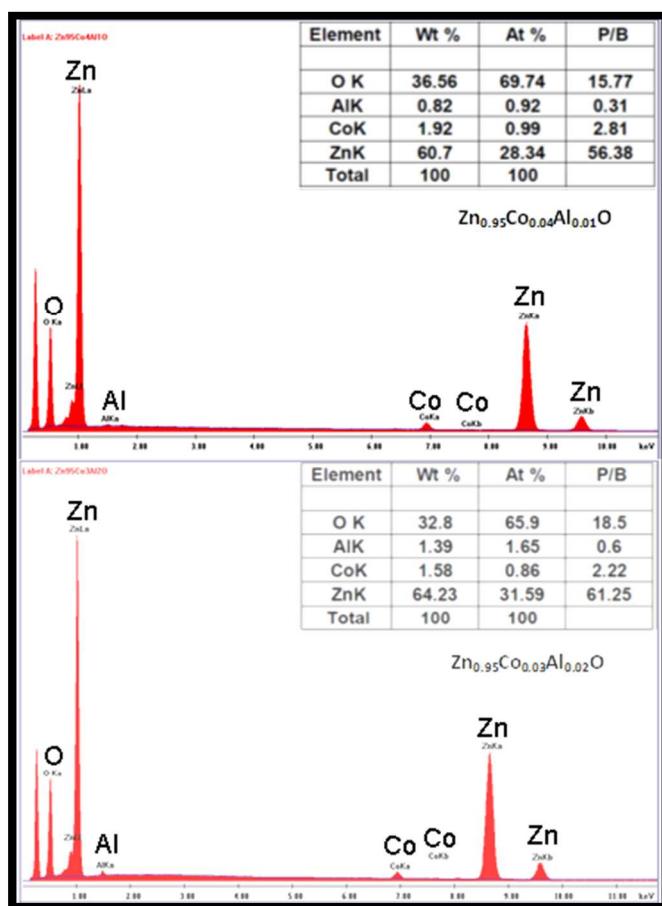 Label A: Zn95Co4Al1O
Element Wt % At % P/B
O K 36.56 69.74 15.77
AlK 0.82 0.92 0.31
CoK 1.92 0.99 2.81
ZnK 60.7 28.34 56.38
Total 100 100
Zn
ZnLa
Zn0.95Co0.04Al0.01O
O
O Ka
Zn
ZnKa
ZnLl
Al
AlKa
Co
CoKa
Co
CoKb
Zn
ZnKb
1.00 2.00 3.00 4.00 5.00 6.00 7.00 8.00 9.00 10.00 keV
Label A: Zn95Co3Al2O
Element Wt % At % P/B
O K 32.8 65.9 18.5
AlK 1.39 1.65 0.6
CoK 1.58 0.86 2.22
ZnK 64.23 31.59 61.25
Total 100 100
Zn
ZnLa
Zn0.95Co0.03Al0.02O
O
O Ka
Zn
ZnKa
Al
AlKa
Co
CoKa
Co
CoKb
Zn
ZnKb
1.00 2.00 3.00 4.00 5.00 6.00 7.00 8.00 9.00 10.00 11.00